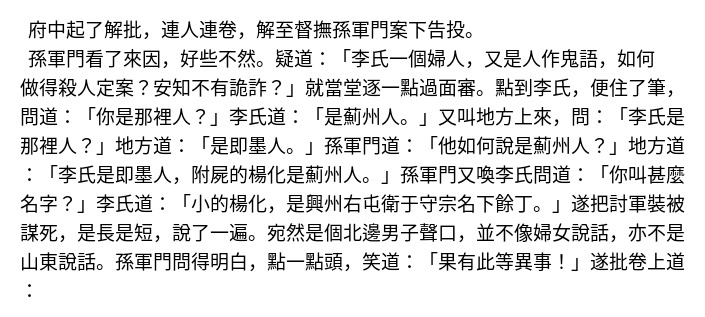 府中起了解批，連人連卷，解至督撫孫軍門案下告投。
孫軍門看了來因，好些不然。疑道：「李氏一個婦人，又是人作鬼語，如何
做得殺人定案？安知不有詭詐？」就當堂逐一點過面審。點到李氏，便住了筆，
問道：「你是那裡人？」李氏道：「是薊州人。」又叫地方上來，問：「李氏是
那裡人？」地方道：「是即墨人。」孫軍門道：「他如何說是薊州人？」地方道
：「李氏是即墨人，附屍的楊化是薊州人。」孫軍門又喚李氏問道：「你叫甚麼
名字？」李氏道：「小的楊化，是興州右屯衛于守宗名下餘丁。」遂把討軍裝被
謀死，是長是短，說了一遍。宛然是個北邊男子聲口，並不像婦女說話，亦不是
山東說話。孫軍門問得明白，點一點頭，笑道：「果有此等異事！」遂批卷上道
：